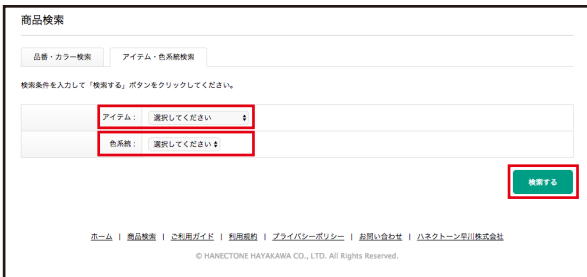 商品検索
品番・カラー検索 アイテム・色系統検索
検索条件を入力して「検索する」ボタンをクリックしてください。
アイテム： 選択してください
色系統： 選択してください
検索する
ホーム | 商品検索 | ご利用ガイド | 利用規約 | プライバシーポリシー | お問い合わせ | ハネクトーン早川株式会社
© HANECTONE HAYAKAWA CO., LTD. All Rights Reserved.